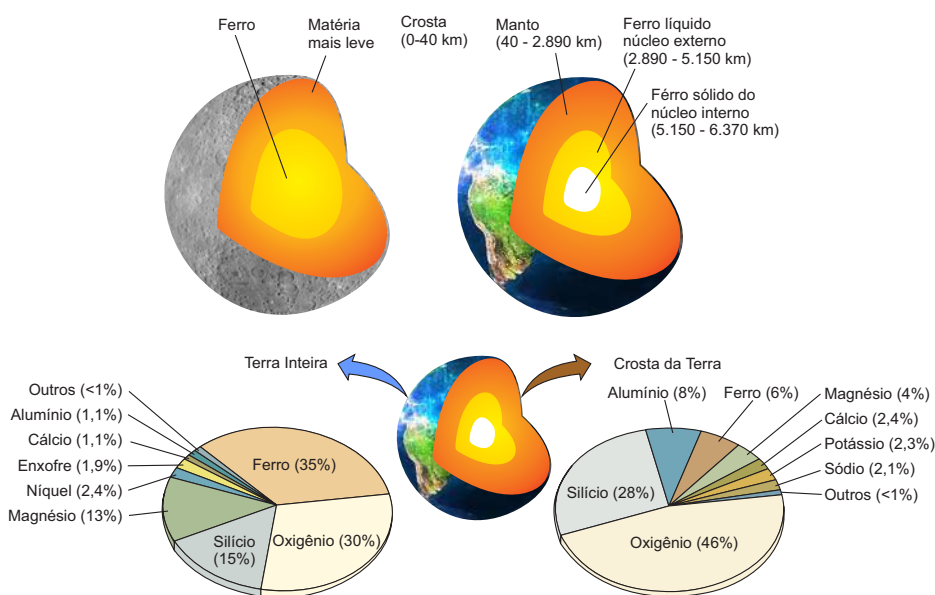 Ferro
Matéria
mais leve
Crosta
(0-40 km)
Manto
(40 - 2.890 km)
Ferro líquido
núcleo externo
(2.890 - 5.150 km)
Férro sólido do
núcleo interno
(5.150 - 6.370 km)
Terra Inteira
Crosta da Terra
Outros (<1%)
Alumínio (1,1%)
Cálcio (1,1%)
Enxofre (1,9%)
Níquel (2,4%)
Magnésio (13%)
Ferro (35%)
Silício
(15%)
Oxigênio (30%)
Alumínio (8%)
Ferro (6%)
Magnésio (4%)
Cálcio (2,4%)
Potássio (2,3%)
Sódio (2,1%)
Outros (<1%)
Silílcio (28%)
Oxigênio (46%)